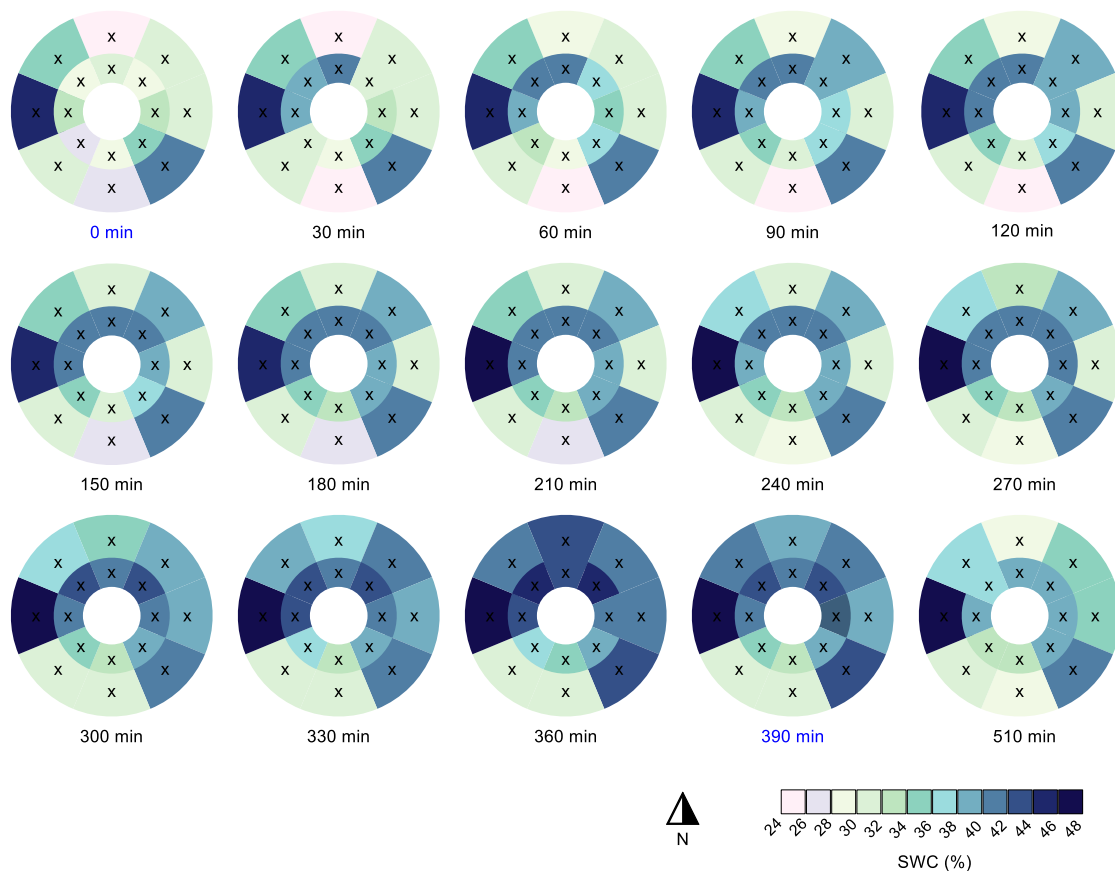 x x x x x x x x x x x x x x x x
0 min
x x x x x x x x x x x x x x x x
30 min
x x x x x x x x x x x x x x x x
60 min
x x x x x x x x x x x x x x x x
90 min
x x x x x x x x x x x x x x x x
120 min
x x x x x x x x x x x x x x x x
150 min
x x x x x x x x x x x x x x x x
180 min
x x x x x x x x x x x x x x x x
210 min
x x x x x x x x x x x x x x x x
240 min
x x x x x x x x x x x x x x x x
270 min
x x x x x x x x x x x x x x x x
300 min
x x x x x x x x x x x x x x x x
330 min
x x x x x x x x x x x x x x x x
360 min
x x x x x x x x x x x x x x x x
390 min
x x x x x x x x x x x x x x x x
510 min
N
24 26 28 30 32 34 36 38 40 42 44 46 48
SWC (%)